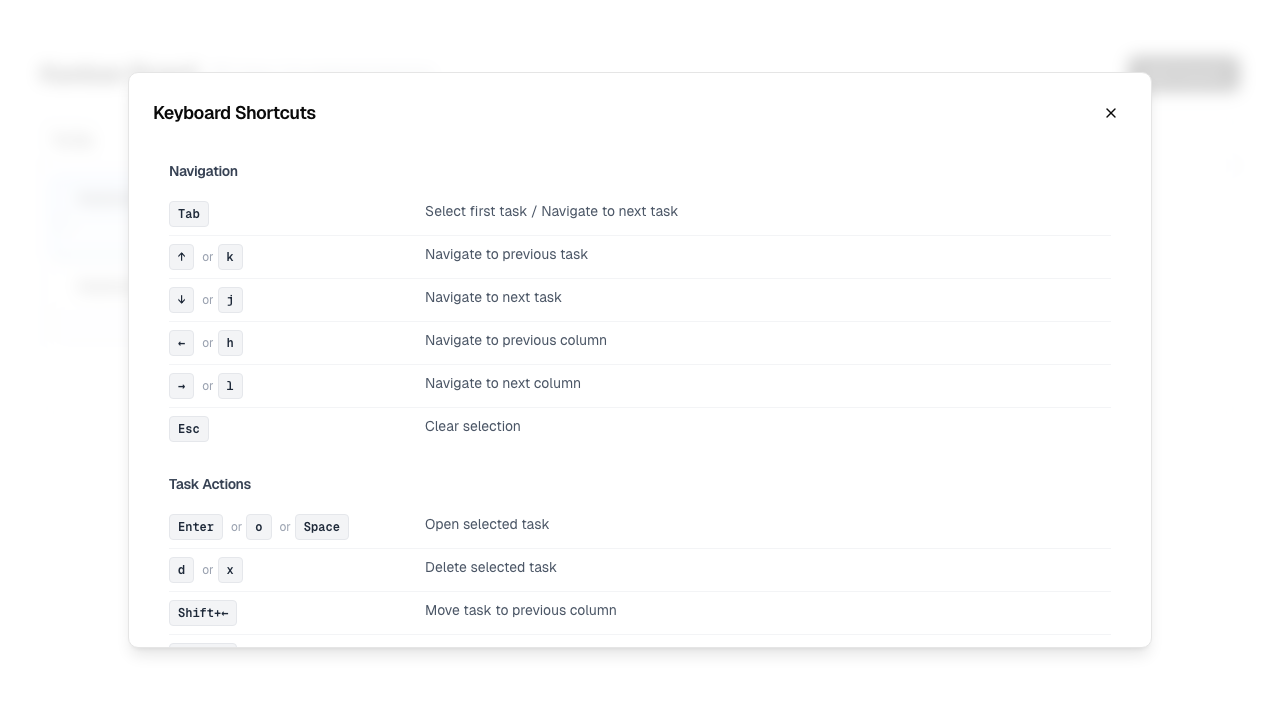 Keyboard Shortcuts
Navigation
Tab Select first task / Navigate to next task
↑ or k Navigate to previous task
↓ or j Navigate to next task
← or h Navigate to previous column
→ or l Navigate to next column
Esc Clear selection
Task Actions
Enter or o or Space Open selected task
d or x Delete selected task
Shift+← Move task to previous column